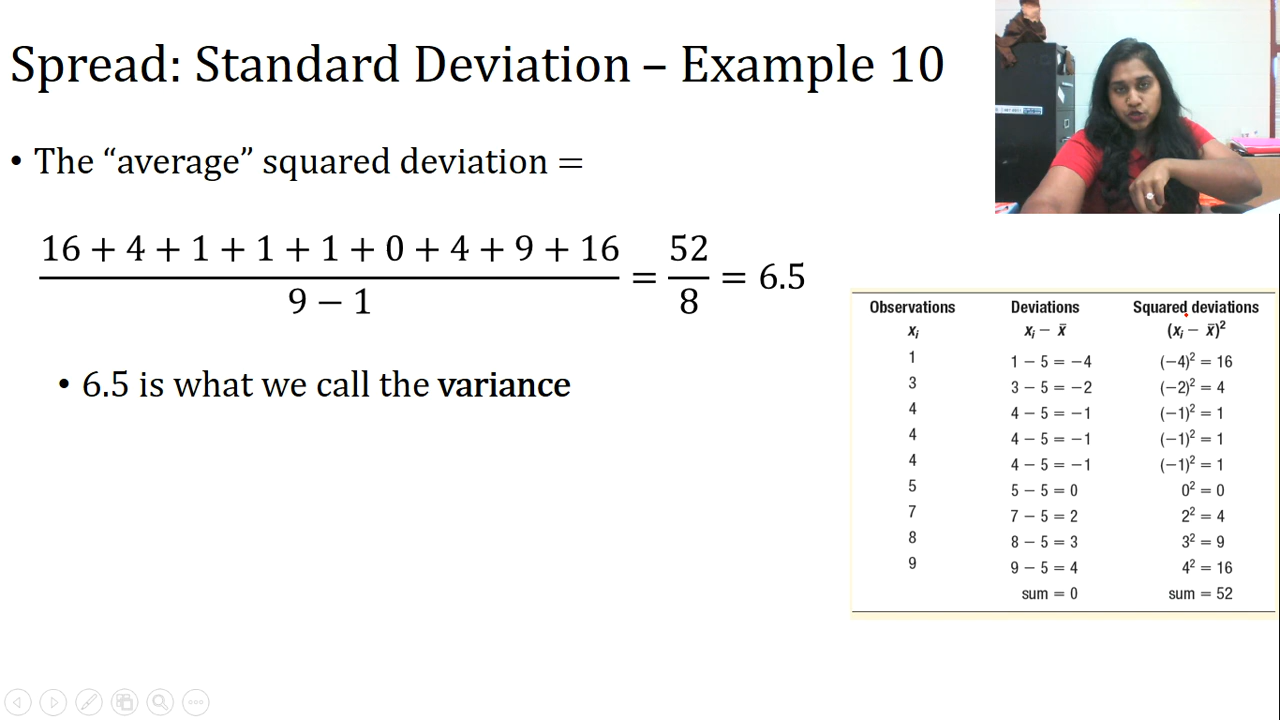 Spread: Standard Deviation – Example 10
• The “average” squared deviation =
16 + 4 + 1 + 1 + 1 + 0 + 4 + 9 + 16
9 − 1
= 52
8
= 6.5
• 6.5 is what we call the variance
Observations Deviations Squared deviations
xᵢ xᵢ − x̄ (xᵢ − x̄)²
1 1 − 5 = −4 (−4)² = 16
3 3 − 5 = −2 (−2)² = 4
4 4 − 5 = −1 (−1)² = 1
4 4 − 5 = −1 (−1)² = 1
4 4 − 5 = −1 (−1)² = 1
5 5 − 5 = 0 0² = 0
7 7 − 5 = 2 2² = 4
8 8 − 5 = 3 3² = 9
9 9 − 5 = 4 4² = 16
sum = 0 sum = 52